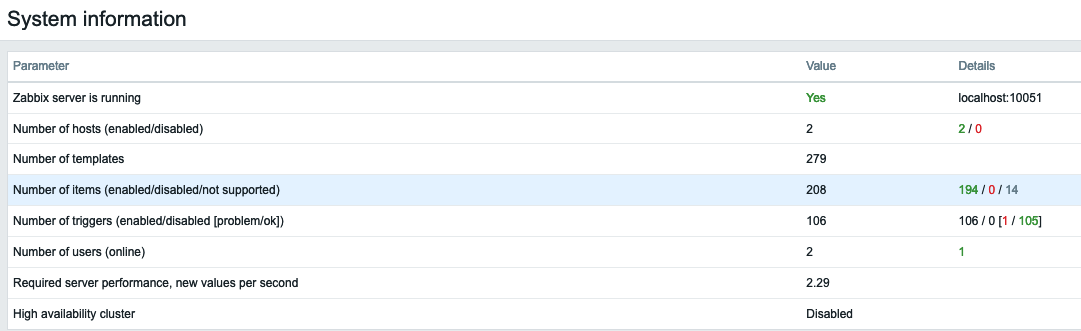 System information
Parameter Value Details
Zabbix server is running Yes localhost:10051
Number of hosts (enabled/disabled) 2 2 / 0
Number of templates 279
Number of items (enabled/disabled/not supported) 208 194 / 0 / 14
Number of triggers (enabled/disabled [problem/ok]) 106 106 / 0 [1 / 105]
Number of users (online) 2 1
Required server performance, new values per second 2.29
High availability cluster Disabled